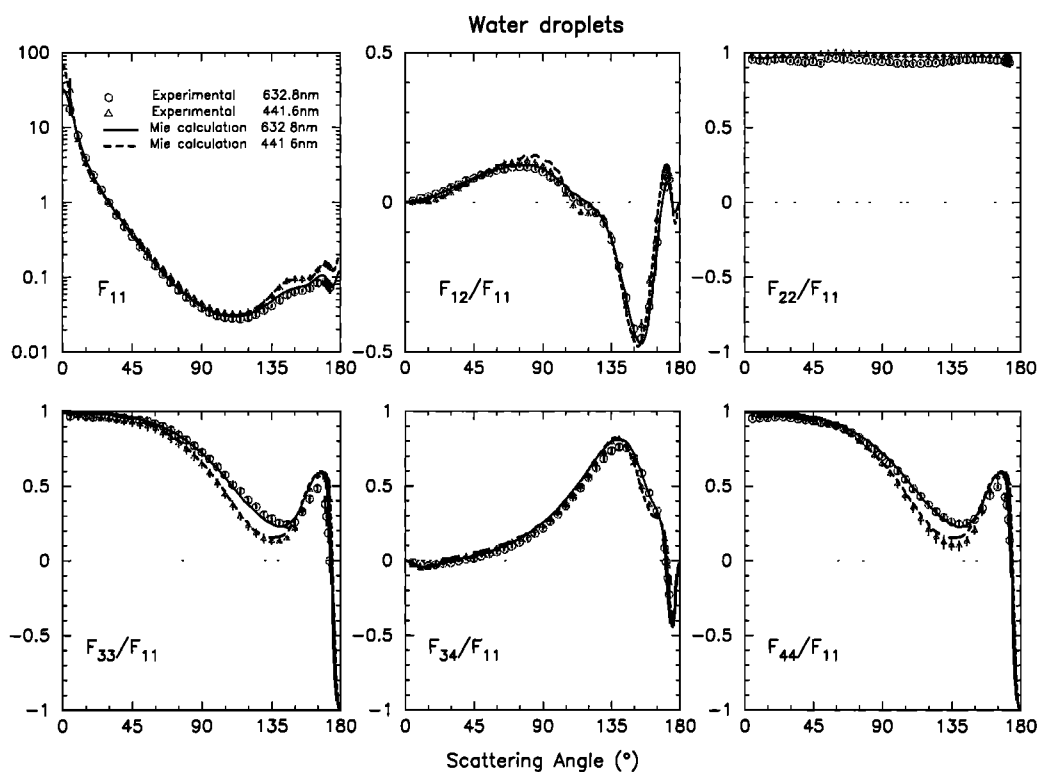 Water droplets
100
10
1
0.1
0.01
0 45 90 135 180
Experimental 632.8nm
Experimental 441.6nm
Mie calculation 632 8nm
Mie calculation 441 6nm
F11
0.5
0
-0.5
0 45 90 135 180
F12/F11
1
0.5
0
-0.5
-1
0 45 90 135 180
F22/F11
1
0.5
0
-0.5
-1
0 45 90 135 180
F33/F11
1
0.5
0
-0.5
-1
0 45 90 135 180
F34/F11
1
0.5
0
-0.5
-1
0 45 90 135 180
F44/F11
Scattering Angle (°)